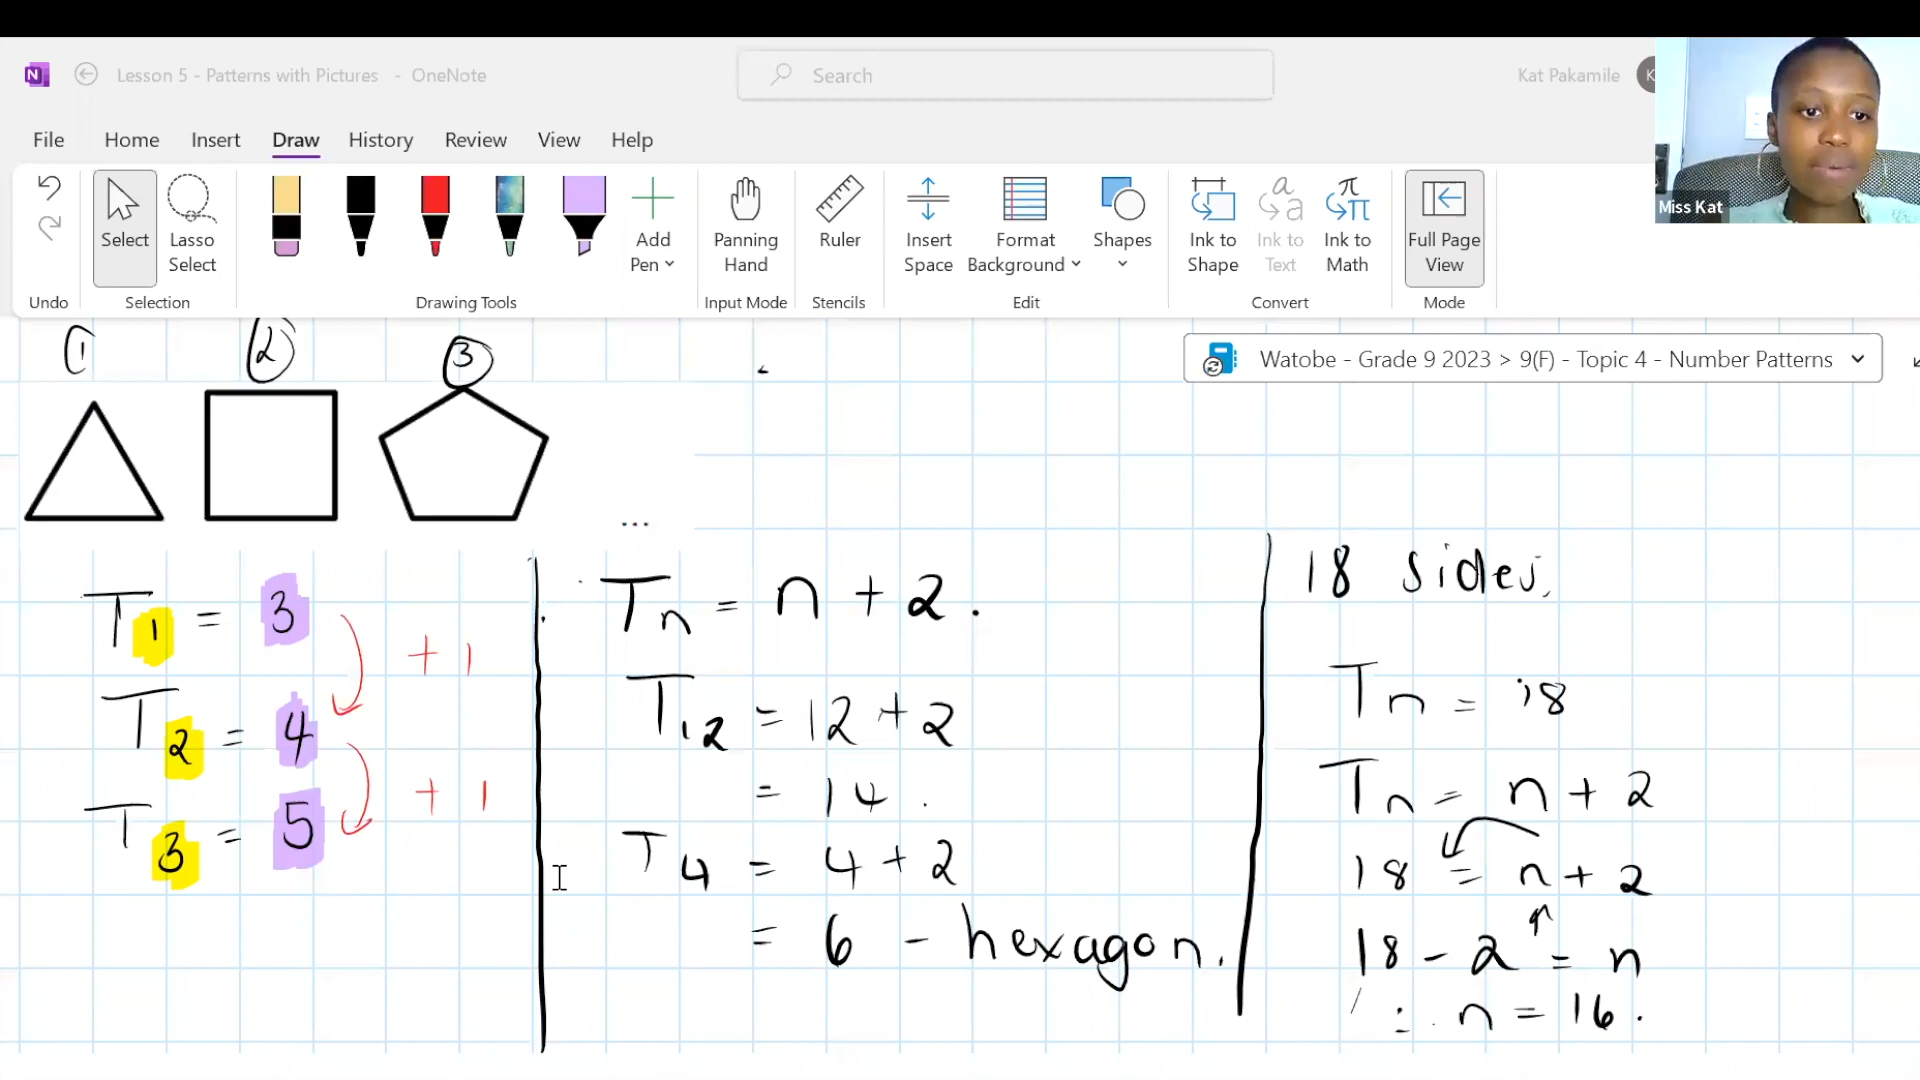 Lesson 5 - Patterns with Pictures - OneNote
Search
Kat Pakamile
K
File Home Insert Draw History Review View Help
Select
Lasso Select
Add Pen
Panning Hand
Ruler
Insert Space
Format Background
Shapes
Ink to Shape
Ink to Text
Ink to Math
Full Page View
Undo
Selection
Drawing Tools
Input Mode
Stencils
Edit
Convert
Mode
Miss Kat
Watobe - Grade 9 2023 > 9(F) - Topic 4 - Number Patterns
1 2 3
...
T1 = 3
+ 1
T2 = 4
+ 1
T3 = 5
Tn = n + 2.
T12 = 12 + 2
= 14.
T4 = 4 + 2
= 6 - hexagon.
18 sides,
Tn = 18
Tn = n + 2
18 = n + 2
18 - 2 = n
∴ n = 16.